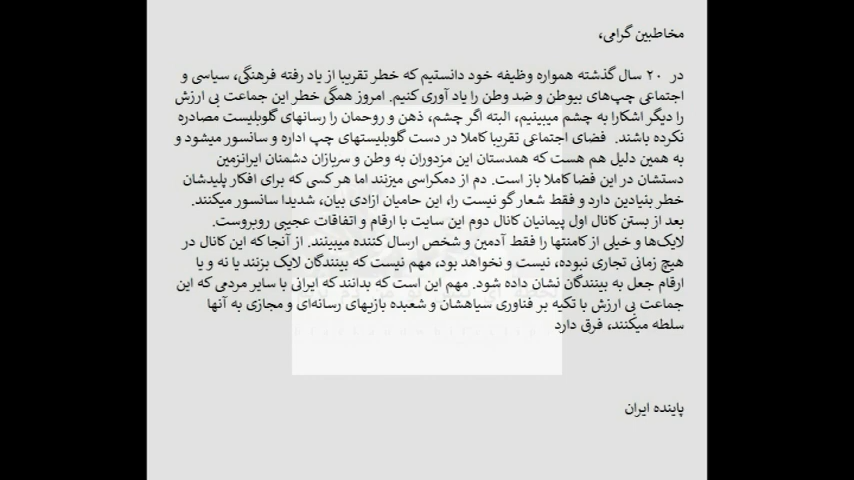 مخاطبین گرامی،
در ۲۰ سال گذشته همواره وظیفه خود دانستیم که خطر تقریبا از یاد رفته فرهنگی، سیاسی و
اجتماعی چپ‌های بیوطن و ضد وطن را یاد آوری کنیم. امروز همگی خطر این جماعت بی ارزش
را دیگر اشکارا به چشم میبینیم، البته اگر چشم، ذهن و روحمان را رسانهای گلوبلیست مصادره
نکرده باشند. فضای اجتماعی تقریبا کاملا در دست گلوبلیستهای چپ اداره و سانسور میشود و
به همین دلیل هم هست که همدستان این مزدوران به وطن و سربازان دشمنان ایرانزمین
دستشان در این فضا کاملا باز است. دم از دمکراسی میزنند اما هر کسی که برای افکار پلیدشان
خطر بنیادین دارد و فقط شعار گو نیست را، این حامیان ازادی بیان، شدیدا سانسور میکنند.
بعد از بستن کانال اول پیمانیان کانال دوم این سایت با ارقام و اتفاقات عجیبی روبروست.
لایک‌ها و خیلی از کامنتها را فقط آدمین و شخص ارسال کننده میبینند. از آنجا که این کانال در
هیچ زمانی تجاری نبوده، نیست و نخواهد بود، مهم نیست که بینندگان لایک بزنند یا نه و یا
ارقام جعل به بینندگان نشان داده شود. مهم این است که بدانند که ایرانی با سایر مردمی که این
جماعت بی ارزش با تکیه بر فناوری سیاهشان و شعبده بازیهای رسانه‌ای و مجازی به آنها
سلطه میکنند، فرق دارد
پاینده ایران